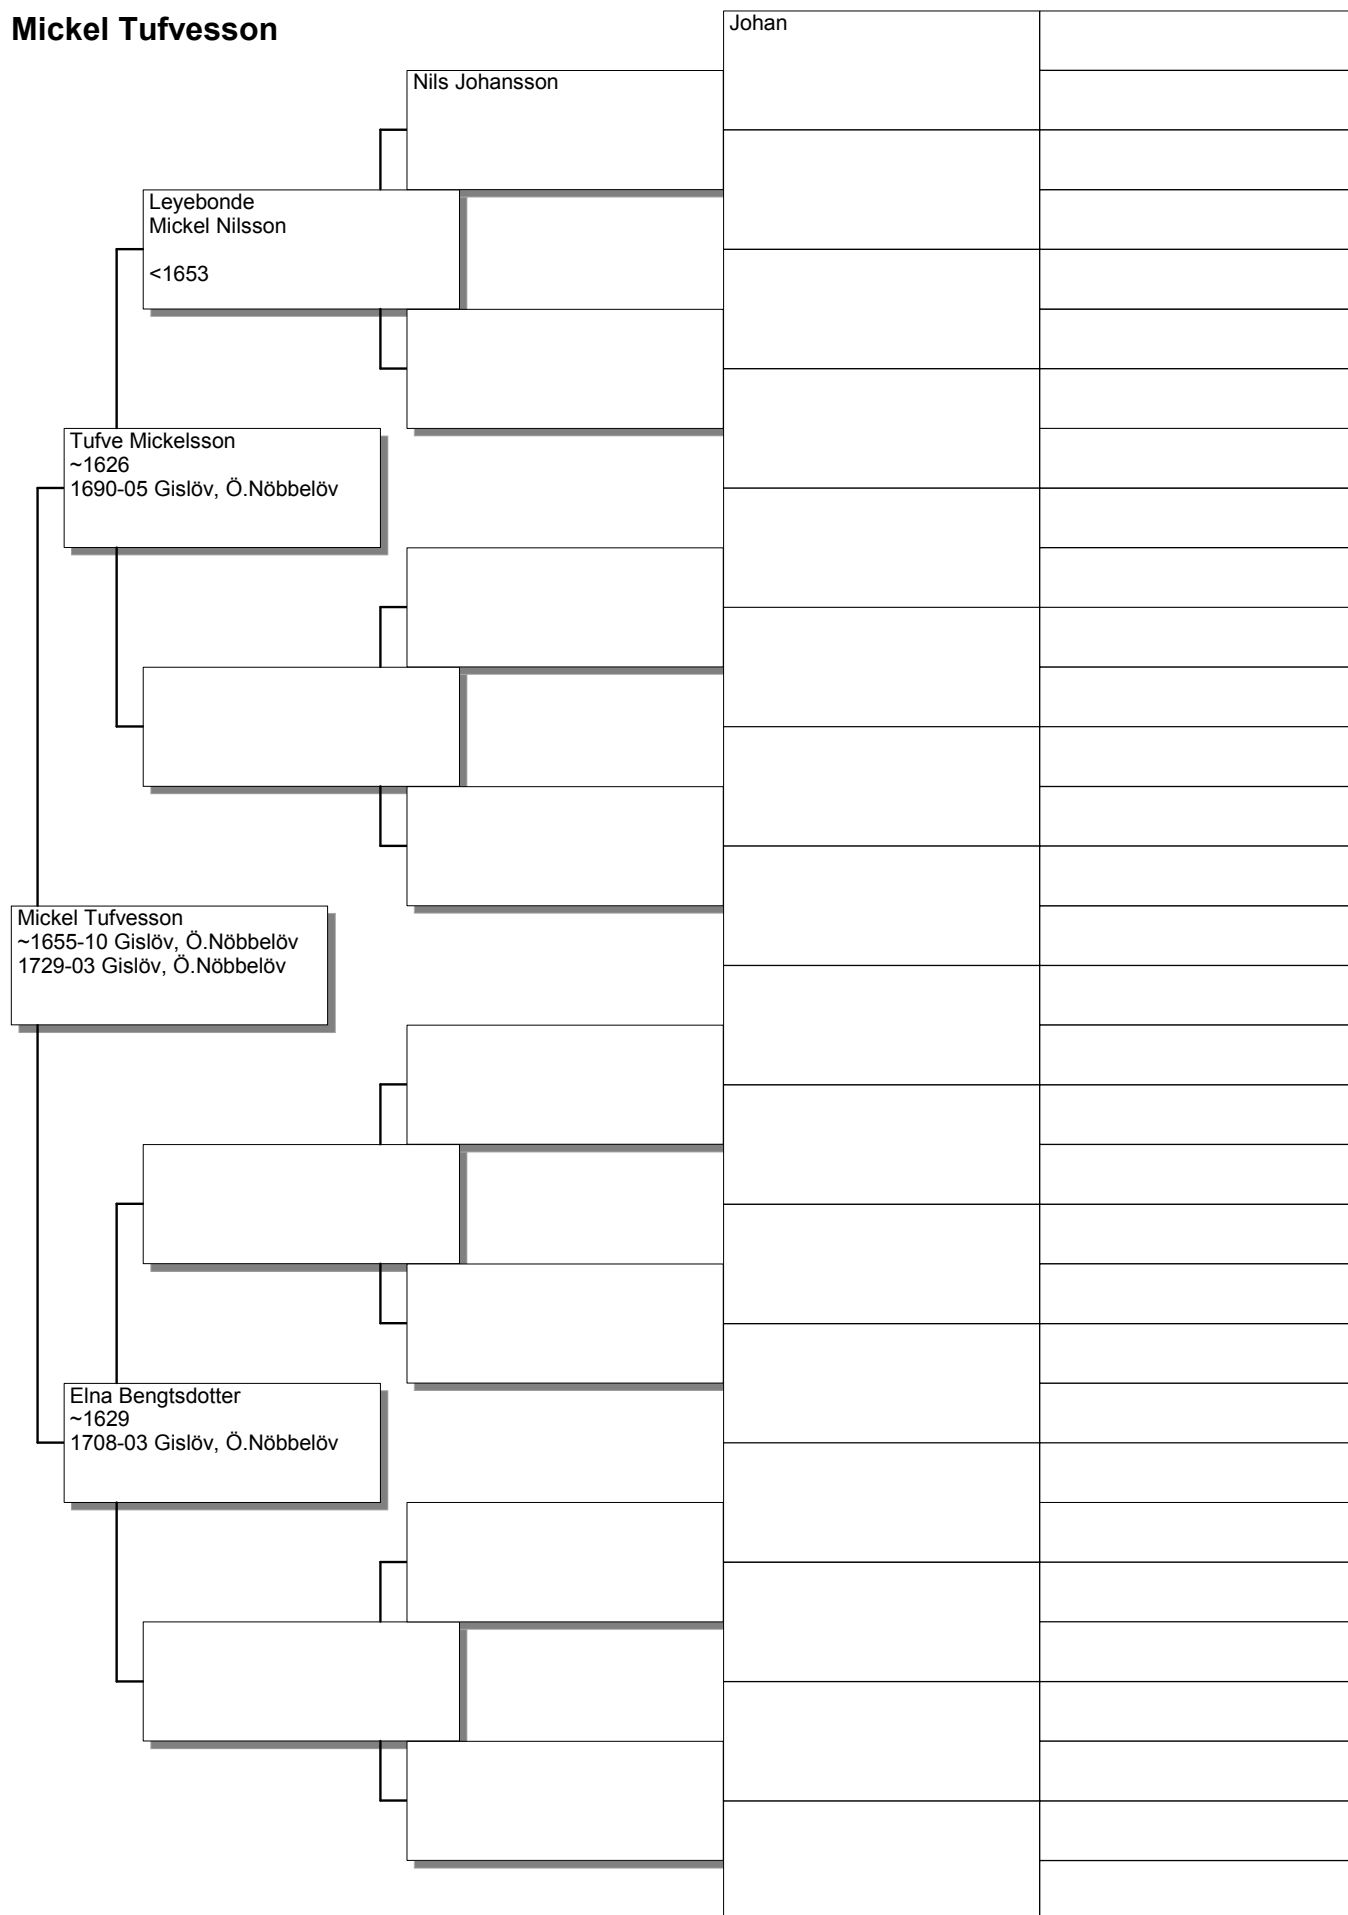 Mickel Tufvesson
Johan
Nils Johansson
Leyebonde
Mickel Nilsson
<1653
Tufve Mickelsson
~1626
1690-05 Gislöv, Ö.Nöbbelöv
Mickel Tufvesson
~1655-10 Gislöv, Ö.Nöbbelöv
1729-03 Gislöv, Ö.Nöbbelöv
Elna Bengtsdotter
~1629
1708-03 Gislöv, Ö.Nöbbelöv